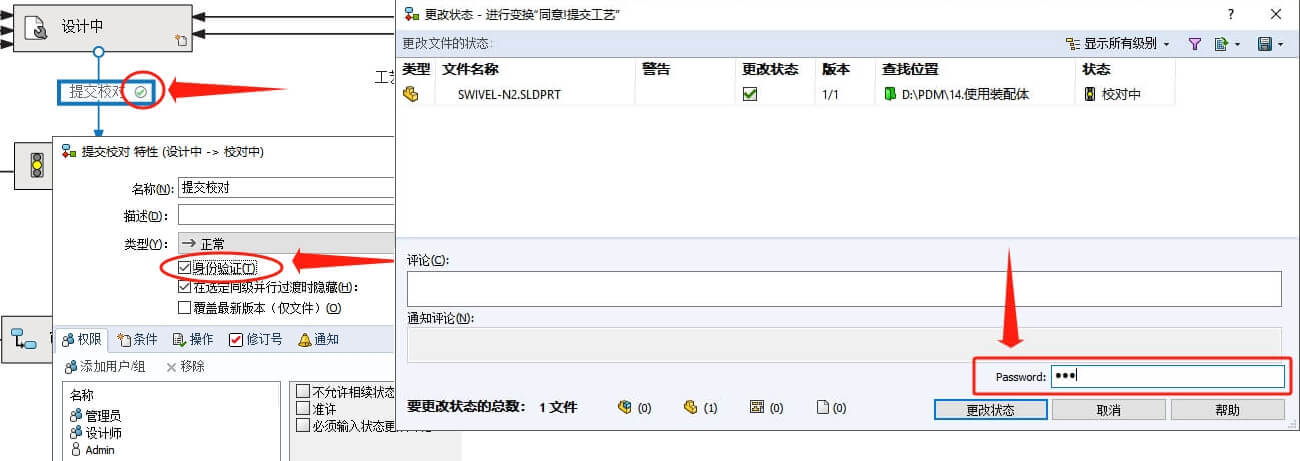 设计中
提交校对
工艺
提交校对 特性 (设计中 -> 校对中)
名称(N): 提交校对
描述(D):
类型(Y): 正常
身份验证(T)
在选定同级并行过渡时隐藏(H):
覆盖最新版本（仅文件）(O)
权限 条件 操作 修订号 通知
添加用户/组 移除
名称
管理员
设计师
Admin
不允许相续状态
准许
必须输入状态更
更改状态 - 进行变换“同意!提交工艺”
? ×
更改文件的状态:
显示所有级别
类型 文件名称 警告 更改状态 版本 查找位置 状态
SWIVEL-N2.SLDPRT 1/1 D:\PDM\14.使用装配体 校对中
评论(C):
通知评论(N):
Password: •••
要更改状态的总数: 1 文件 (0) (1) (0) (0)
更改状态 取消 帮助